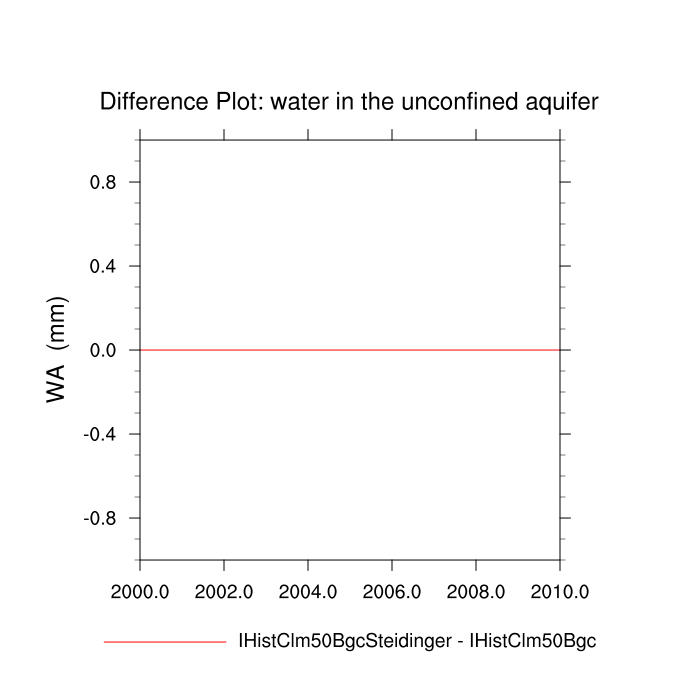 Difference Plot: water in the unconfined aquifer
WA (mm)
0.8
0.4
0.0
-0.4
-0.8
2000.0 2002.0 2004.0 2006.0 2008.0 2010.0
IHistClm50BgcSteidinger - IHistClm50Bgc